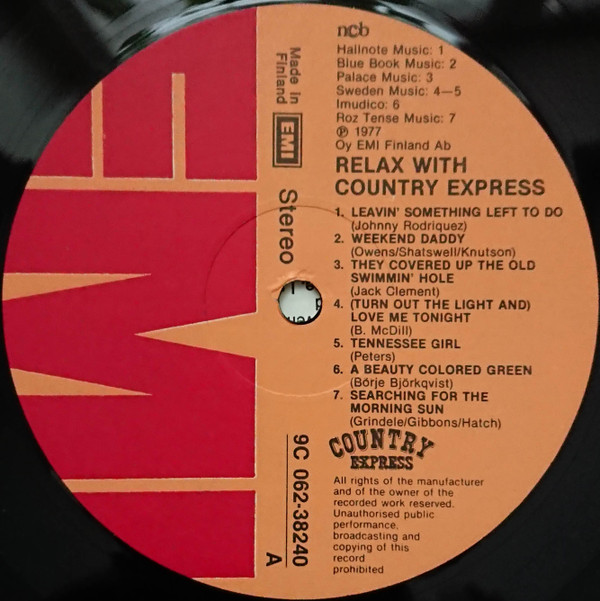 EMI
ncb
Hallnote Music: 1
Blue Book Music: 2
Palace Music: 3
Sweden Music: 4—5
Imudico: 6
Roz Tense Music: 7
℗ 1977
Oy EMI Finland Ab
Made in
Finland
EMI
Stereo
RELAX WITH
COUNTRY EXPRESS
1. LEAVIN' SOMETHING LEFT TO DO
(Johnny Rodriquez)
2. WEEKEND DADDY
(Owens/Shatswell/Knutson)
3. THEY COVERED UP THE OLD
SWIMMIN' HOLE
(Jack Clement)
4. (TURN OUT THE LIGHT AND)
LOVE ME TONIGHT
(B. McDill)
5. TENNESSEE GIRL
(Peters)
6. A BEAUTY COLORED GREEN
(Börje Björkqvist)
7. SEARCHING FOR THE
MORNING SUN
(Grindele/Gibbons/Hatch)
COUNTRY
EXPRESS
9C 062-38240
A
All rights of the manufacturer
and of the owner of the
recorded work reserved.
Unauthorised public
performance,
broadcasting and
copying of this
record
prohibited